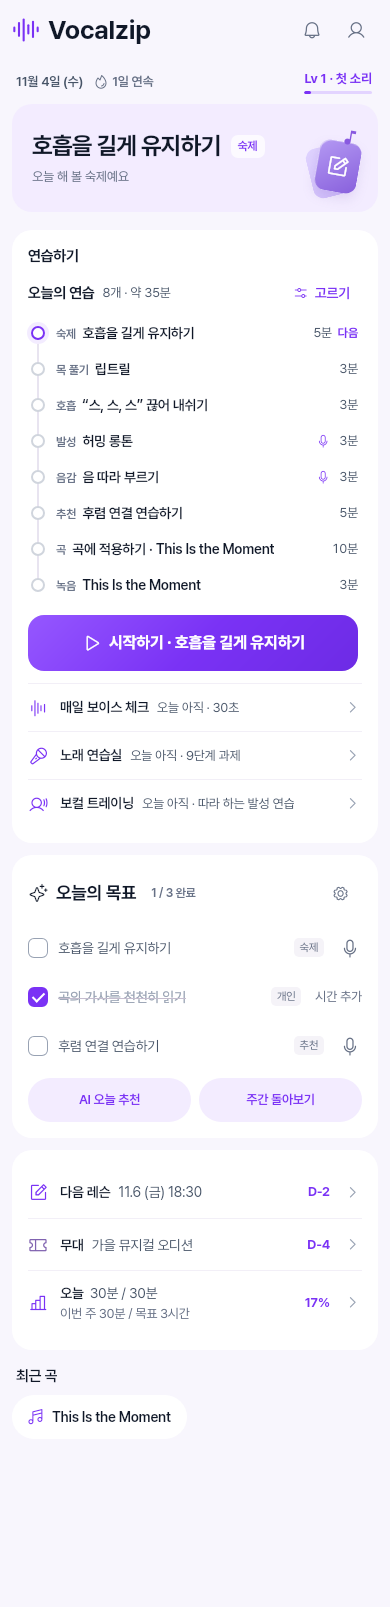 Vocalzip
11월 4일 (수) 1일 연속 Lv 1 · 첫 소리
호흡을 길게 유지하기 숙제
오늘 해 볼 숙제예요
연습하기
오늘의 연습 8개 · 약 35분 고르기
숙제 호흡을 길게 유지하기 5분 다음
목 풀기 립트릴 3분
호흡 “스, 스, 스” 끊어 내쉬기 3분
발성 허밍 롱톤 3분
음감 음 따라 부르기 3분
추천 후렴 연결 연습하기 5분
곡 곡에 적용하기 · This Is the Moment 10분
녹음 This Is the Moment 3분
시작하기 · 호흡을 길게 유지하기
매일 보이스 체크 오늘 아직 · 30초
노래 연습실 오늘 아직 · 9단계 과제
보컬 트레이닝 오늘 아직 · 따라 하는 발성 연습
오늘의 목표 1 / 3 완료
호흡을 길게 유지하기 숙제
곡의 가사를 천천히 읽기 개인 시간 추가
후렴 연결 연습하기 추천
AI 오늘 추천 주간 돌아보기
다음 레슨 11.6 (금) 18:30 D-2
무대 가을 뮤지컬 오디션 D-4
오늘 30분 / 30분 17%
이번 주 30분 / 목표 3시간
최근 곡
This Is the Moment